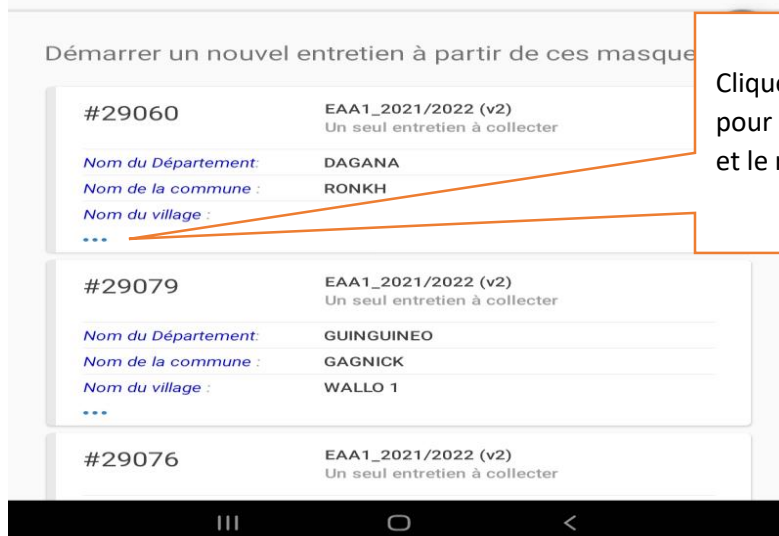 Démarrer un nouvel entretien à partir de ces masque
#29060 EAA1_2021/2022 (v2)
Un seul entretien à collecter
Nom du Département: DAGANA
Nom de la commune : RONKH
Nom du village :
...
#29079 EAA1_2021/2022 (v2)
Un seul entretien à collecter
Nom du Département: GUINGUINEO
Nom de la commune : GAGNICK
Nom du village : WALLO 1
...
#29076 EAA1_2021/2022 (v2)
Un seul entretien à collecter
pour
et le